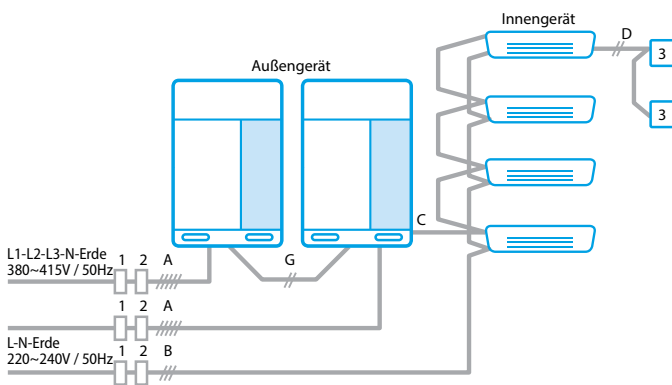 Innengerät
D
3
Außengerät
3
C
L1-L2-L3-N-Erde
380~415V / 50Hz
1 2 A
G
1 2 A
L-N-Erde
220~240V / 50Hz
1 2 B